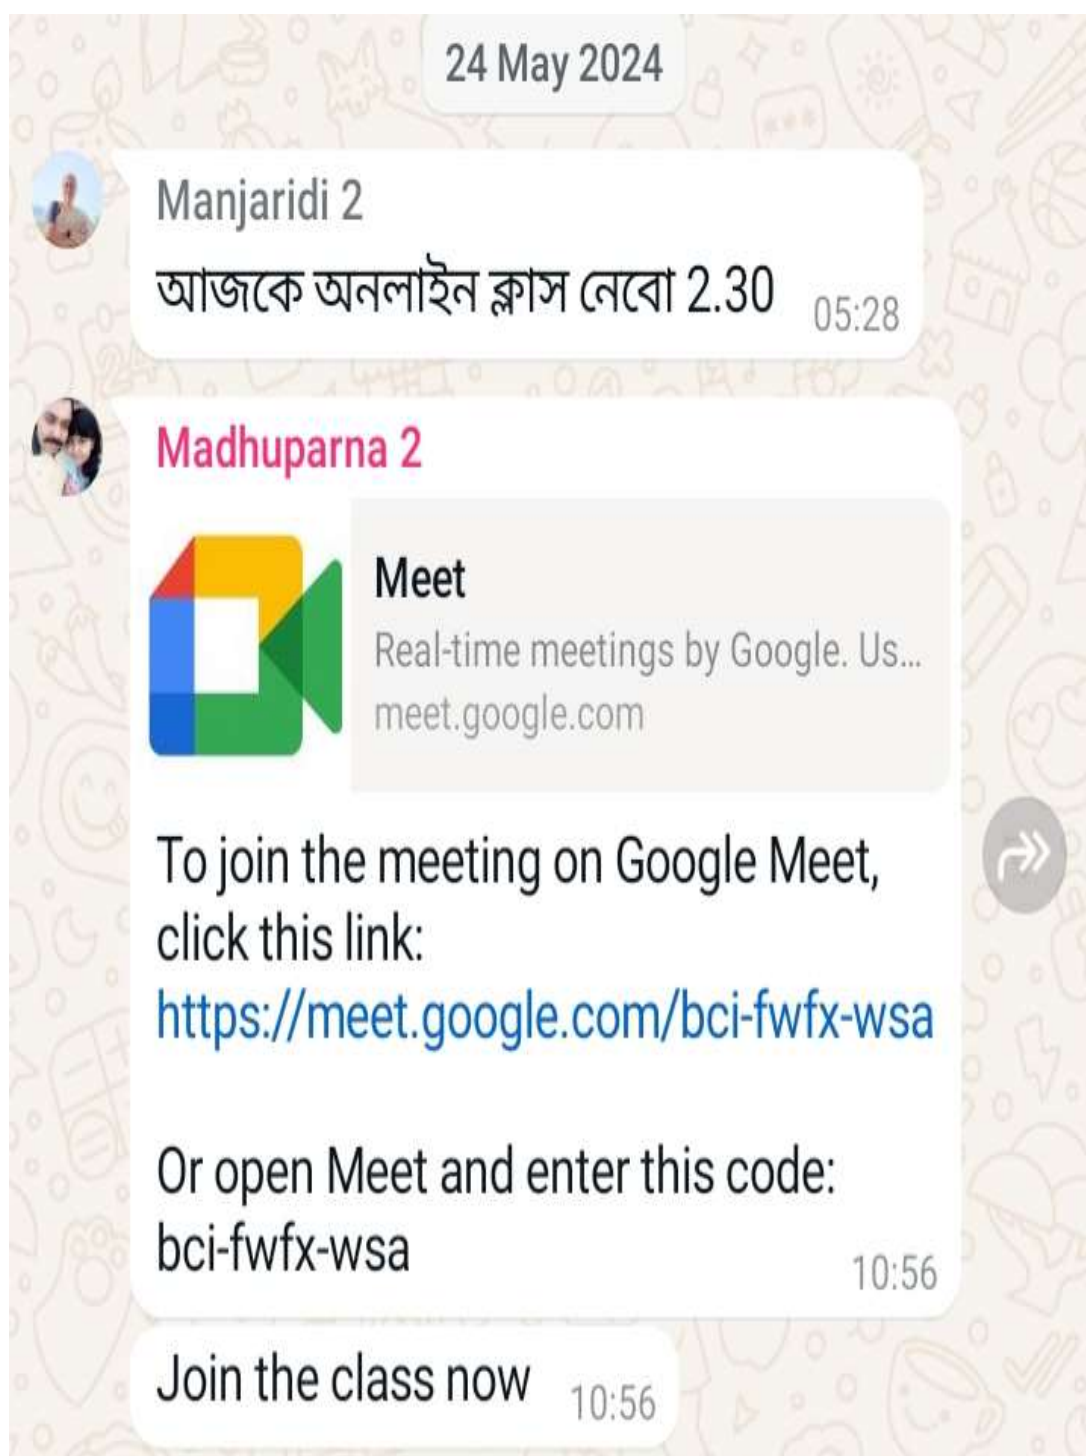 24 May 2024
Manjaridi 2
আজকে অনলাইন ক্লাস নেবো 2.30
05:28
Madhuparna 2
Meet
Real-time meetings by Google. Us...
meet.google.com
To join the meeting on Google Meet,
click this link:
https://meet.google.com/bci-fwfx-wsa
Or open Meet and enter this code:
bci-fwfx-wsa
10:56
Join the class now
10:56